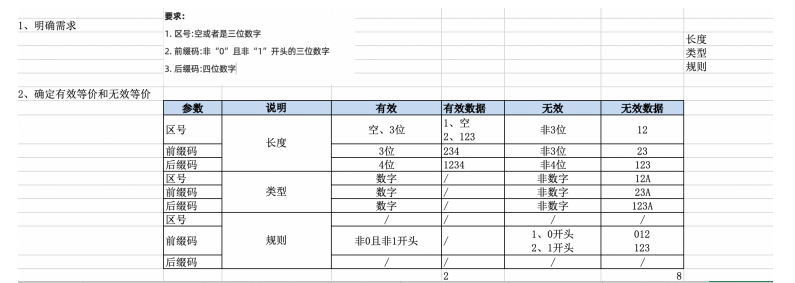 1、明确需求
要求:
1. 区号:空或者是三位数字
2. 前缀码:非 “0” 且非 “1” 开头的三位数字
3. 后缀码:四位数字
长度
类型
规则
2、确定有效等价和无效等价
参数 说明 有效 有效数据 无效 无效数据
区号 长度 空、3位 1、空 非3位 12
2、123
前缀码 3位 234 非3位 23
后缀码 4位 1234 非4位 123
区号 类型 数字 / 非数字 12A
前缀码 数字 / 非数字 23A
后缀码 数字 / 非数字 123A
区号 规则 / / / /
前缀码 非0且非1开头 / 1、0开头 012
2、1开头 123
后缀码 / / / /
2 8